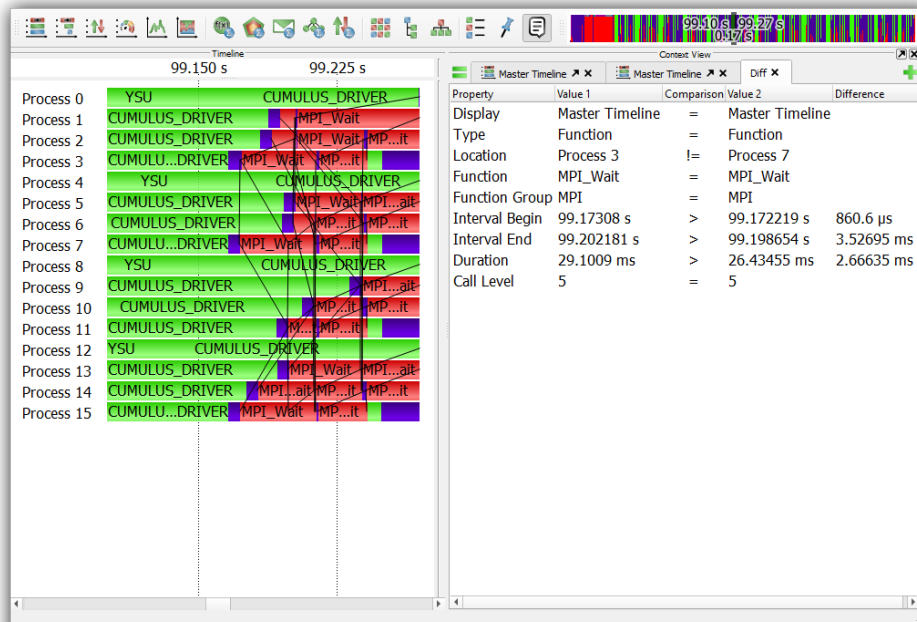 f(x)
99.10 s 99.27 s
0.17 s
Timeline
99.150 s 99.225 s
Process 0 YSU CUMULUS_DRIVER
Process 1 CUMULUS_DRIVER MPI_Wait
Process 2 CUMULUS_DRIVER MPI_Wait MP...it
Process 3 CUMULU...DRIVER MPI_Wait MP...it
Process 4 YSU CUMULUS_DRIVER
Process 5 CUMULUS_DRIVER MPI_Wait MPI...ait
Process 6 CUMULUS_DRIVER MP...it MP...it
Process 7 CUMULU...DRIVER MPI_Wait MP...it
Process 8 YSU CUMULUS_DRIVER
Process 9 CUMULUS_DRIVER MPI...ait
Process 10 CUMULUS_DRIVER MP...it MP...it
Process 11 CUMULUS_DRIVER M...t MP...it
Process 12 YSU CUMULUS_DRIVER
Process 13 CUMULUS_DRIVER MPI_Wait MPI...ait
Process 14 CUMULUS_DRIVER MPI...ait MP...it MP...it
Process 15 CUMULU...DRIVER MPI_Wait MP...it
Context View
Master Timeline Master Timeline Diff
Property Value 1 Comparison Value 2 Difference
Display Master Timeline = Master Timeline
Type Function = Function
Location Process 3 != Process 7
Function MPI_Wait = MPI_Wait
Function Group MPI = MPI
Interval Begin 99.17308 s > 99.172219 s 860.6 µs
Interval End 99.202181 s > 99.198654 s 3.52695 ms
Duration 29.1009 ms > 26.43455 ms 2.66635 ms
Call Level 5 = 5